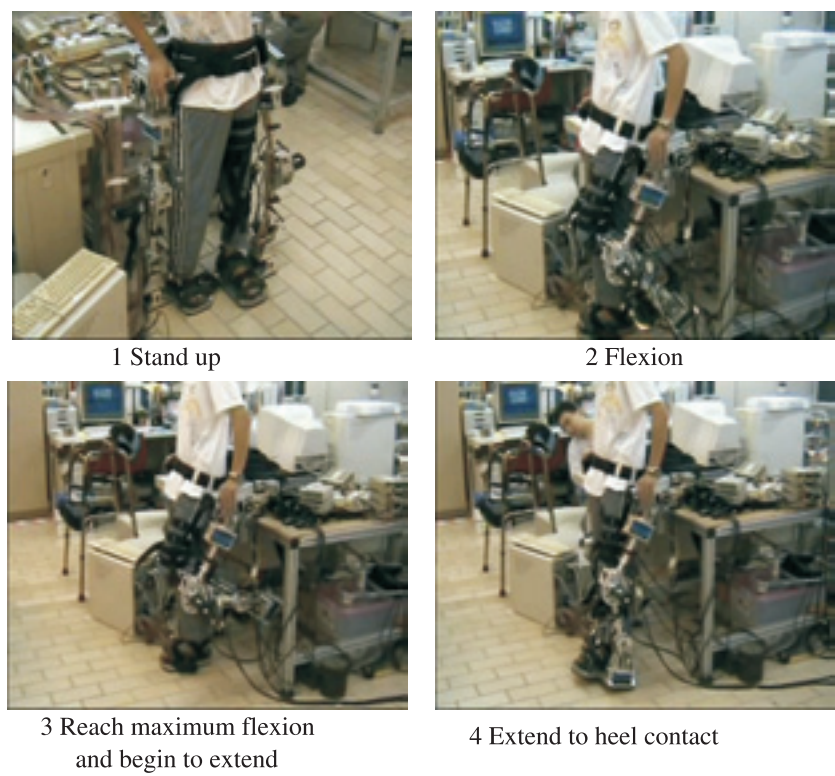 1 Stand up
2 Flexion
3 Reach maximum flexion
and begin to extend
4 Extend to heel contact